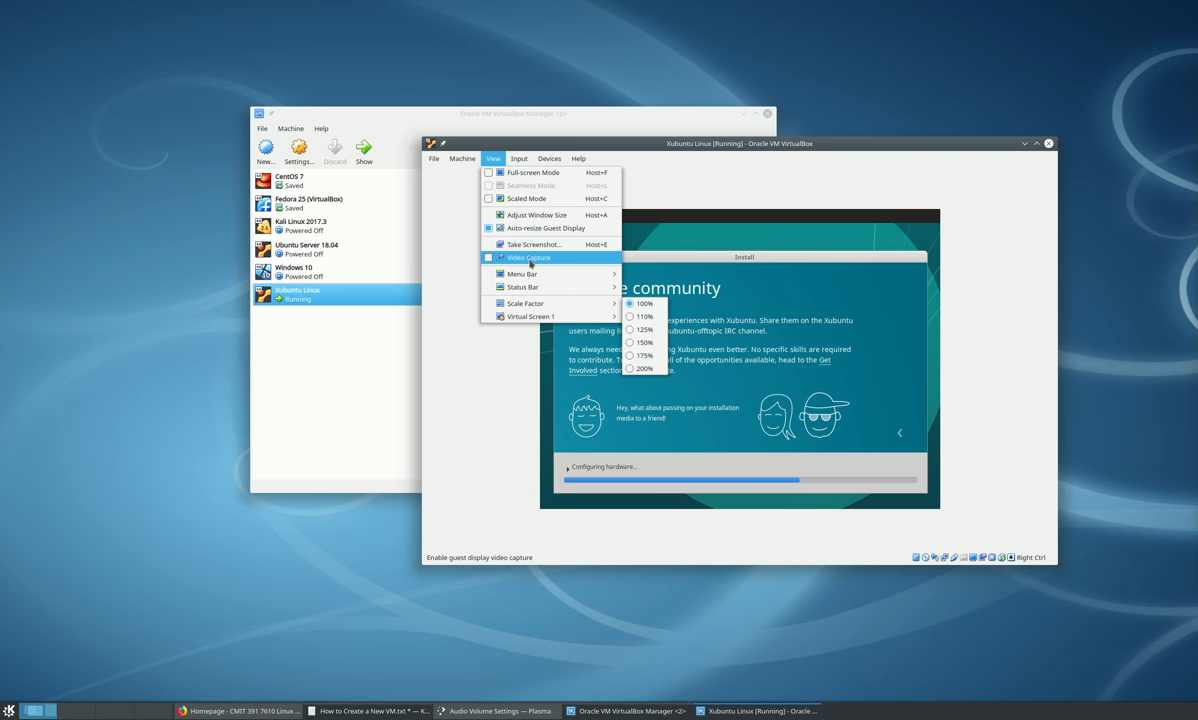 Oracle VM VirtualBox Manager <2>
File Machine Help
New... Settings... Discard Show
CentOS 7
Saved
Fedora 25 (VirtualBox)
Saved
Kali Linux 2017.3
Powered Off
Ubuntu Server 18.04
Powered Off
Windows 10
Powered Off
Xubuntu Linux
Running
Xubuntu Linux [Running] - Oracle VM VirtualBox
File Machine View Input Devices Help
Full-screen Mode Host+F
Seamless Mode Host+L
Scaled Mode Host+C
Adjust Window Size Host+A
Auto-resize Guest Display
Take Screenshot... Host+E
Video Capture
Menu Bar
Status Bar
Scale Factor
Virtual Screen 1
100%
110%
125%
150%
175%
200%
Install
e community
experiences with Xubuntu. Share them on the Xubuntu
users mailing li ubuntu-offtopic IRC channel.
We always nee ng Xubuntu even better. No specific skills are required
to contribute. T ll of the opportunities available, head to the Get
Involved section e.
Hey, what about passing on your installation
media to a friend!
Configuring hardware...
Enable guest display video capture
Right Ctrl
Homepage - CMIT 391 7610 Linux ...
How to Create a New VM.txt * — K...
Audio Volume Settings — Plasma
Oracle VM VirtualBox Manager <2>
Xubuntu Linux [Running] - Oracle ...